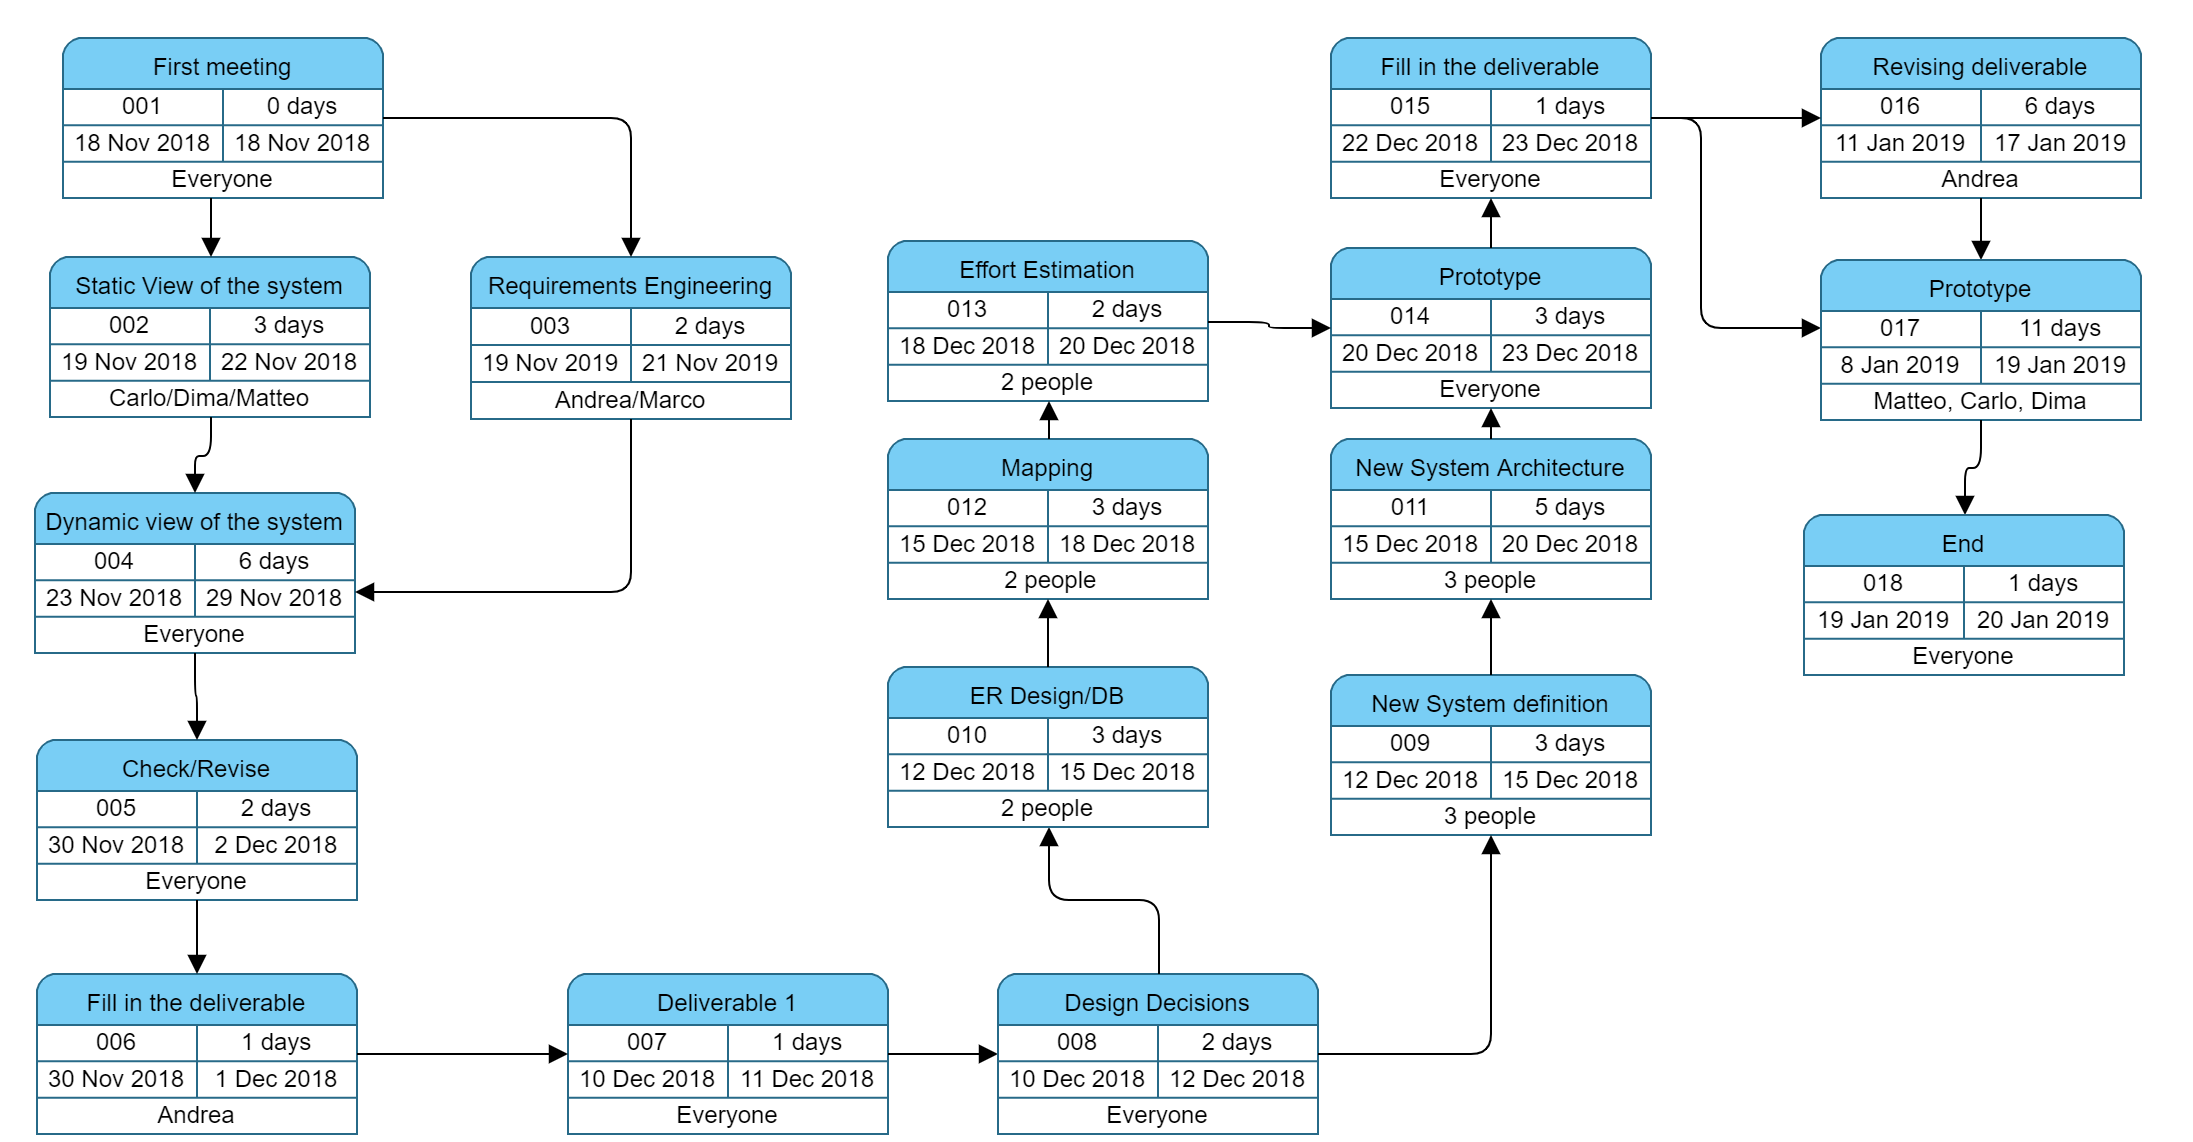 First meeting
001
0 days
18 Nov 2018
18 Nov 2018
Everyone
Static View of the system
002
3 days
19 Nov 2018
22 Nov 2018
Carlo/Dima/Matteo
Requirements Engineering
003
2 days
19 Nov 2019
21 Nov 2019
Andrea/Marco
Dynamic view of the system
004
6 days
23 Nov 2018
29 Nov 2018
Everyone
Check/Revise
005
2 days
30 Nov 2018
2 Dec 2018
Everyone
Fill in the deliverable
006
1 days
30 Nov 2018
1 Dec 2018
Andrea
Deliverable 1
007
1 days
10 Dec 2018
11 Dec 2018
Everyone
Design Decisions
008
2 days
10 Dec 2018
12 Dec 2018
Everyone
New System definition
009
3 days
12 Dec 2018
15 Dec 2018
3 people
ER Design/DB
010
3 days
12 Dec 2018
15 Dec 2018
2 people
New System Architecture
011
5 days
15 Dec 2018
20 Dec 2018
3 people
Mapping
012
3 days
15 Dec 2018
18 Dec 2018
2 people
Effort Estimation
013
2 days
18 Dec 2018
20 Dec 2018
2 people
Prototype
014
3 days
20 Dec 2018
23 Dec 2018
Everyone
Fill in the deliverable
015
1 days
22 Dec 2018
23 Dec 2018
Everyone
Revising deliverable
016
6 days
11 Jan 2019
17 Jan 2019
Andrea
Prototype
017
11 days
8 Jan 2019
19 Jan 2019
Matteo, Carlo, Dima
End
018
1 days
19 Jan 2019
20 Jan 2019
Everyone